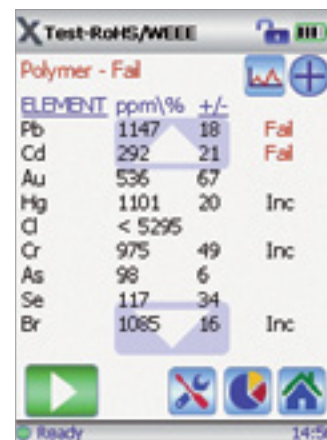 X Test-RoHS/WEEE
Polymer - Fail
ELEMENT ppm\% +/-
Pb 1147 18 Fail
Cd 292 21 Fail
Au 536 67
Hg 1101 20 Inc
Cl < 5295
Cr 975 49 Inc
As 98 6
Se 117 34
Br 1085 16 Inc
Ready 14:50